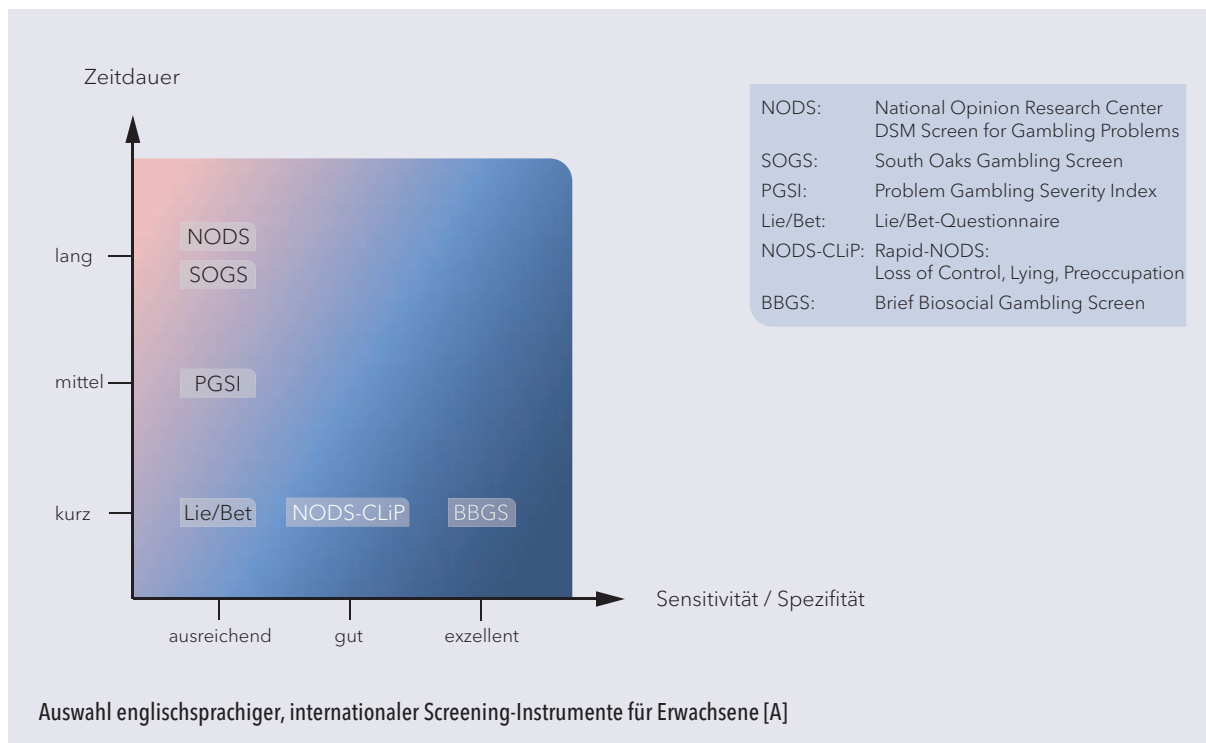 Zeitdauer
lang
mittel
kurz
NODS
SOGS
PGSI
Lie/Bet
NODS-CLiP
BBGS
ausreichend
gut
exzellent
Sensitivität / Spezifität
NODS: National Opinion Research Center
DSM Screen for Gambling Problems
SOGS: South Oaks Gambling Screen
PGSI: Problem Gambling Severity Index
Lie/Bet: Lie/Bet-Questionnaire
NODS-CLiP: Rapid-NODS:
Loss of Control, Lying, Preoccupation
BBGS: Brief Biosocial Gambling Screen
Auswahl englischsprachiger, internationaler Screening-Instrumente für Erwachsene [A]